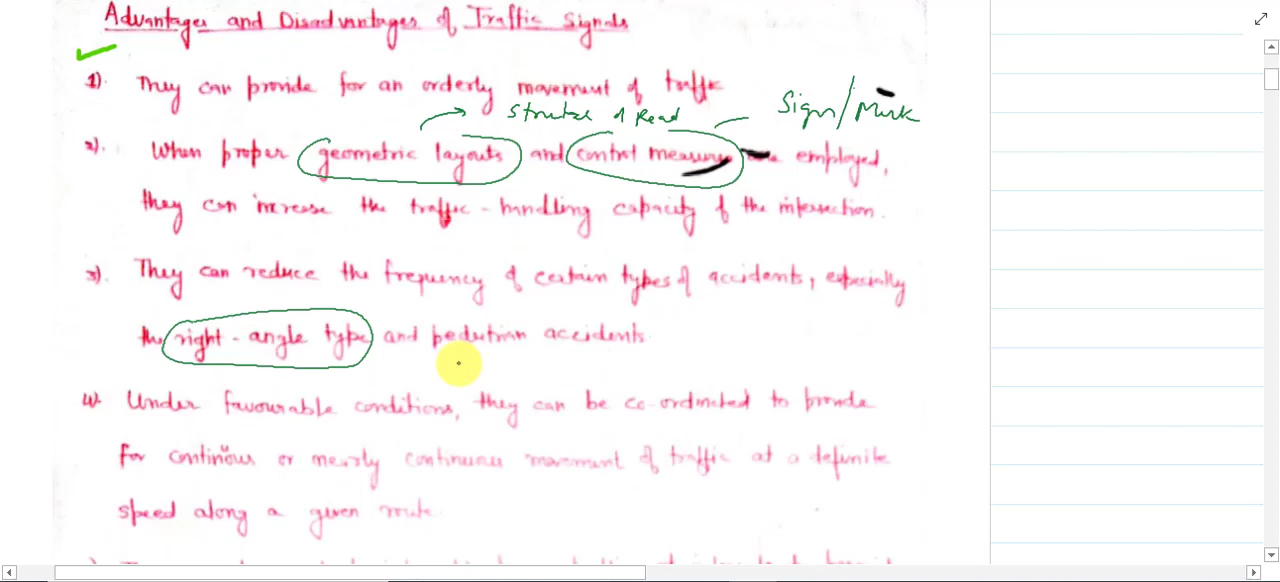 Advantages and Disadvantages of Traffic Signals
1). They can provide for an orderly movement of traffic
Structure of Road
Sign/Mark
2). When proper geometric layouts and control measures are employed,
they can increase the traffic-handling capacity of the intersection.
3). They can reduce the frequency of certain types of accidents, especially
the right-angle type and pedestrian accidents.
4). Under favourable conditions, they can be co-ordinated to provide
for continous or nearly continuous movement of traffic at a definite
speed along a given route.